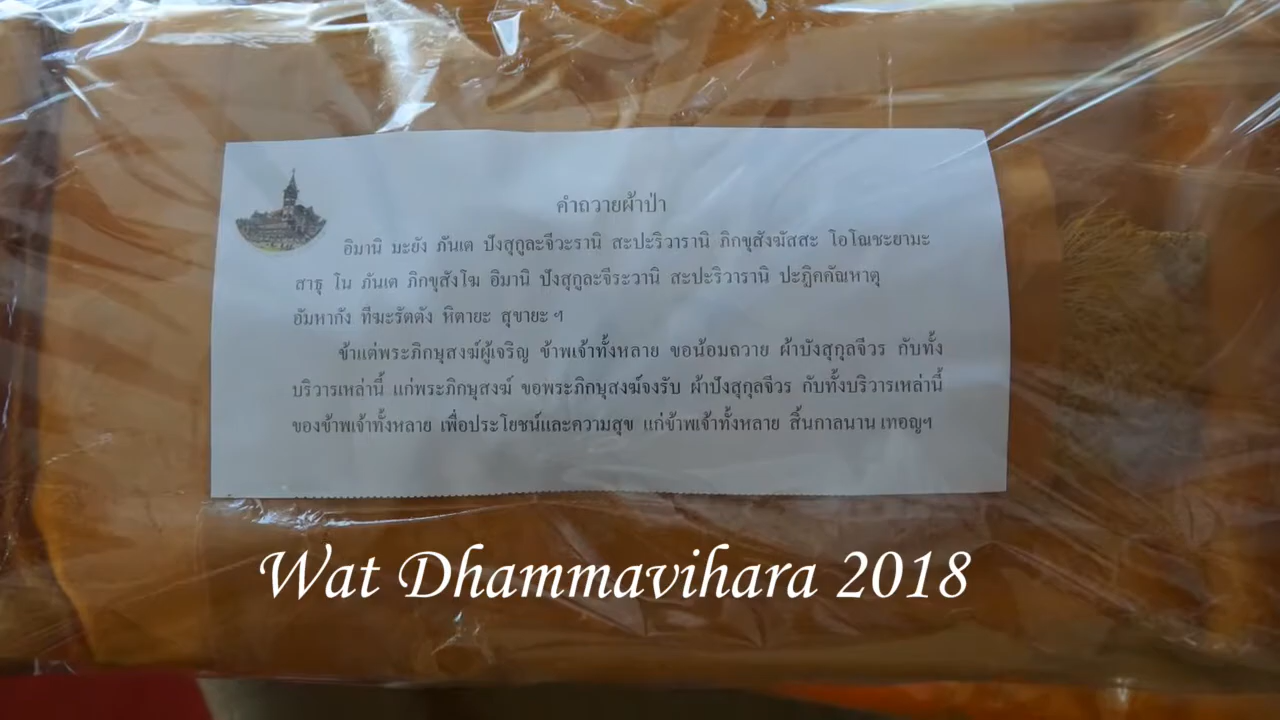 คำถวายผ้าป่า
อิมานิ มะยัง ภันเต ปังสุกูละจีวะรานิ สะปะริวารานิ ภิกขุสังฆัสสะ โอโณชะยามะ
สาธุ โน ภันเต ภิกขุสังโฆ อิมานิ ปังสุกูละจีระวานิ สะปะริวารานิ ปะฏิคคัณหาตุ
อัมหากัง ทีฆะรัตตัง หิตายะ สุขายะ ฯ
ข้าแต่พระภิกษุสงฆ์ผู้เจริญ ข้าพเจ้าทั้งหลาย ขอน้อมถวาย ผ้าบังสุกุลจีวร กับทั้ง
บริวารเหล่านี้ แก่พระภิกษุสงฆ์ ขอพระภิกษุสงฆ์จงรับ ผ้าปังสุกุลจีวร กับทั้งบริวารเหล่านี้
ของข้าพเจ้าทั้งหลาย เพื่อประโยชน์และความสุข แก่ข้าพเจ้าทั้งหลาย สิ้นกาลนาน เทอญฯ
Wat Dhammavihara 2018